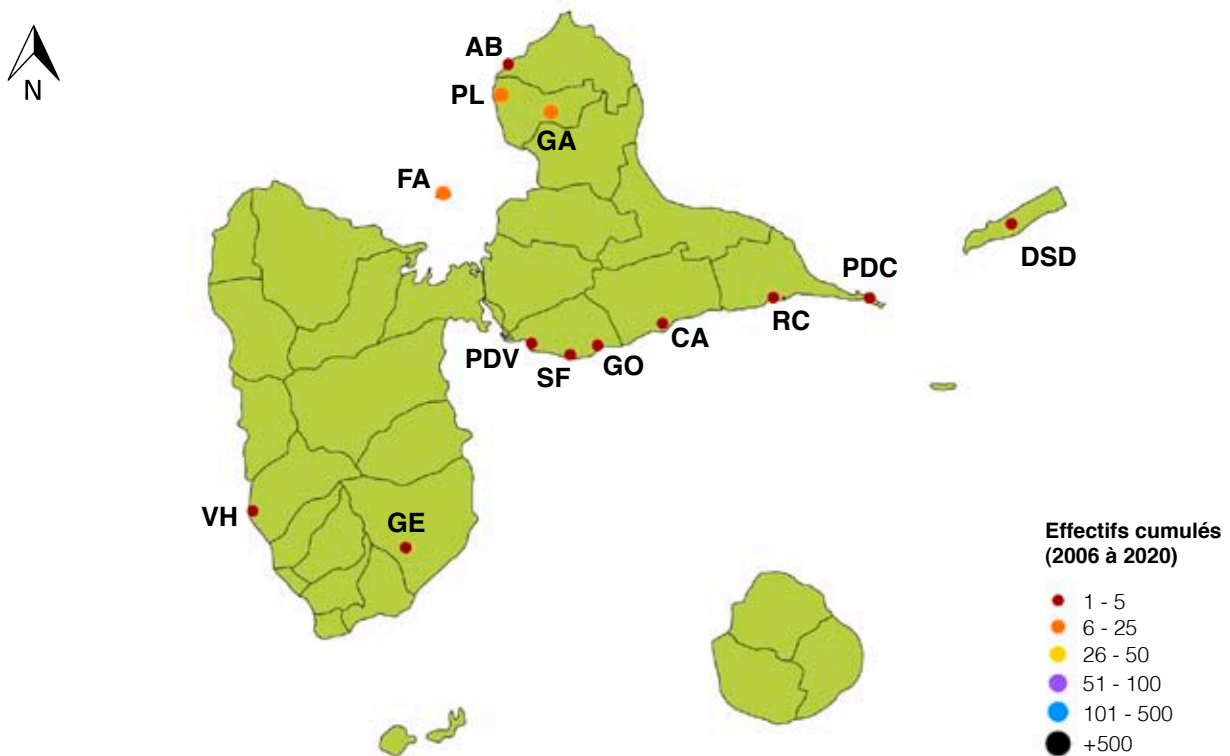 N
AB
PL
GA
FA
DSD
PDC
RC
CA
PDV
SF
GO
VH
GE
Effectifs cumulés
(2006 à 2020)
1 - 5
6 - 25
26 - 50
51 - 100
101 - 500
+500